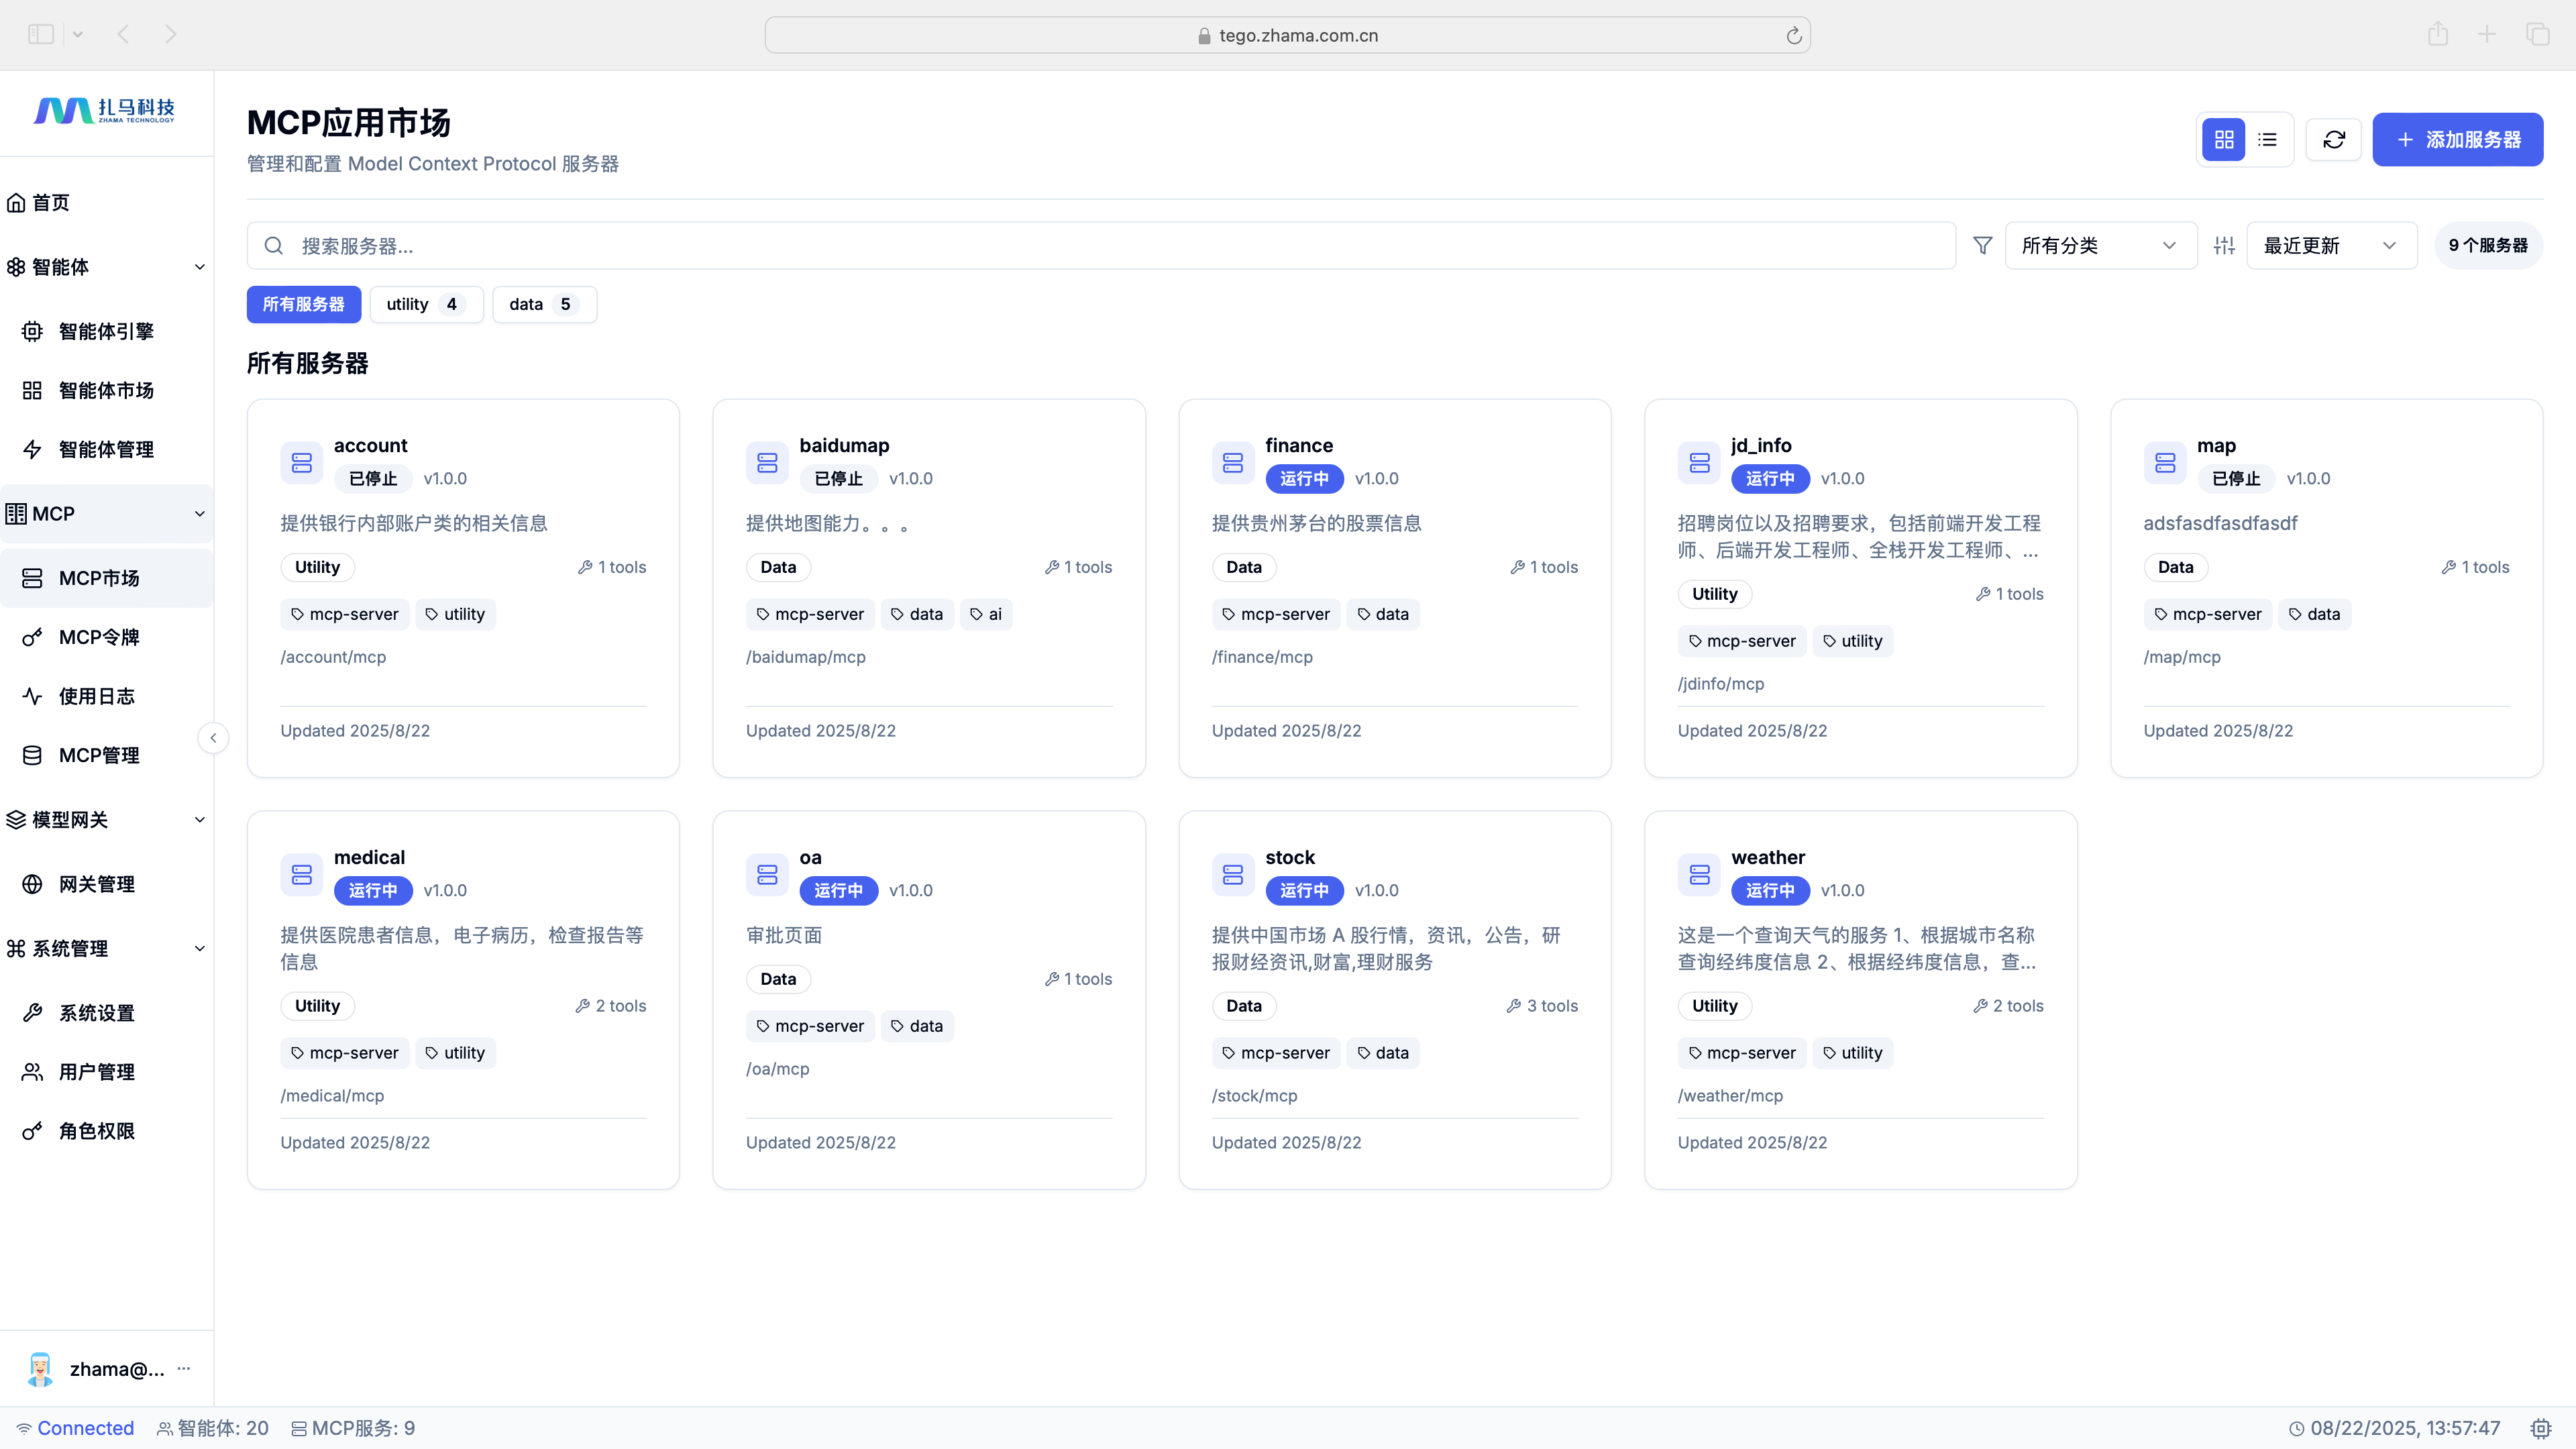 tego.zhama.com.cn
扎马科技
ZHAMA TECHNOLOGY
首页
智能体
智能体引擎
智能体市场
智能体管理
MCP
MCP市场
MCP令牌
使用日志
MCP管理
模型网关
网关管理
系统管理
系统设置
用户管理
角色权限
zhama@...
MCP应用市场
管理和配置 Model Context Protocol 服务器
添加服务器
搜索服务器...
所有分类
最近更新
9 个服务器
所有服务器
utility 4
data 5
所有服务器
account
已停止 v1.0.0
提供银行内部账户类的相关信息
Utility 1 tools
mcp-server utility
/account/mcp
Updated 2025/8/22
baidumap
已停止 v1.0.0
提供地图能力。。。
Data 1 tools
mcp-server data ai
/baidumap/mcp
Updated 2025/8/22
finance
运行中 v1.0.0
提供贵州茅台的股票信息
Data 1 tools
mcp-server data
/finance/mcp
Updated 2025/8/22
jd_info
运行中 v1.0.0
招聘岗位以及招聘要求，包括前端开发工程
师、后端开发工程师、全栈开发工程师、...
Utility 1 tools
mcp-server utility
/jdinfo/mcp
Updated 2025/8/22
map
已停止 v1.0.0
adsfasdfasdfasdf
Data 1 tools
mcp-server data
/map/mcp
Updated 2025/8/22
medical
运行中 v1.0.0
提供医院患者信息，电子病历，检查报告等
信息
Utility 2 tools
mcp-server utility
/medical/mcp
Updated 2025/8/22
oa
运行中 v1.0.0
审批页面
Data 1 tools
mcp-server data
/oa/mcp
Updated 2025/8/22
stock
运行中 v1.0.0
提供中国市场 A 股行情，资讯，公告，研
报财经资讯,财富,理财服务
Data 3 tools
mcp-server data
/stock/mcp
Updated 2025/8/22
weather
运行中 v1.0.0
这是一个查询天气的服务 1、根据城市名称
查询经纬度信息 2、根据经纬度信息，查...
Utility 2 tools
mcp-server utility
/weather/mcp
Updated 2025/8/22
Connected 智能体: 20 MCP服务: 9
08/22/2025, 13:57:47